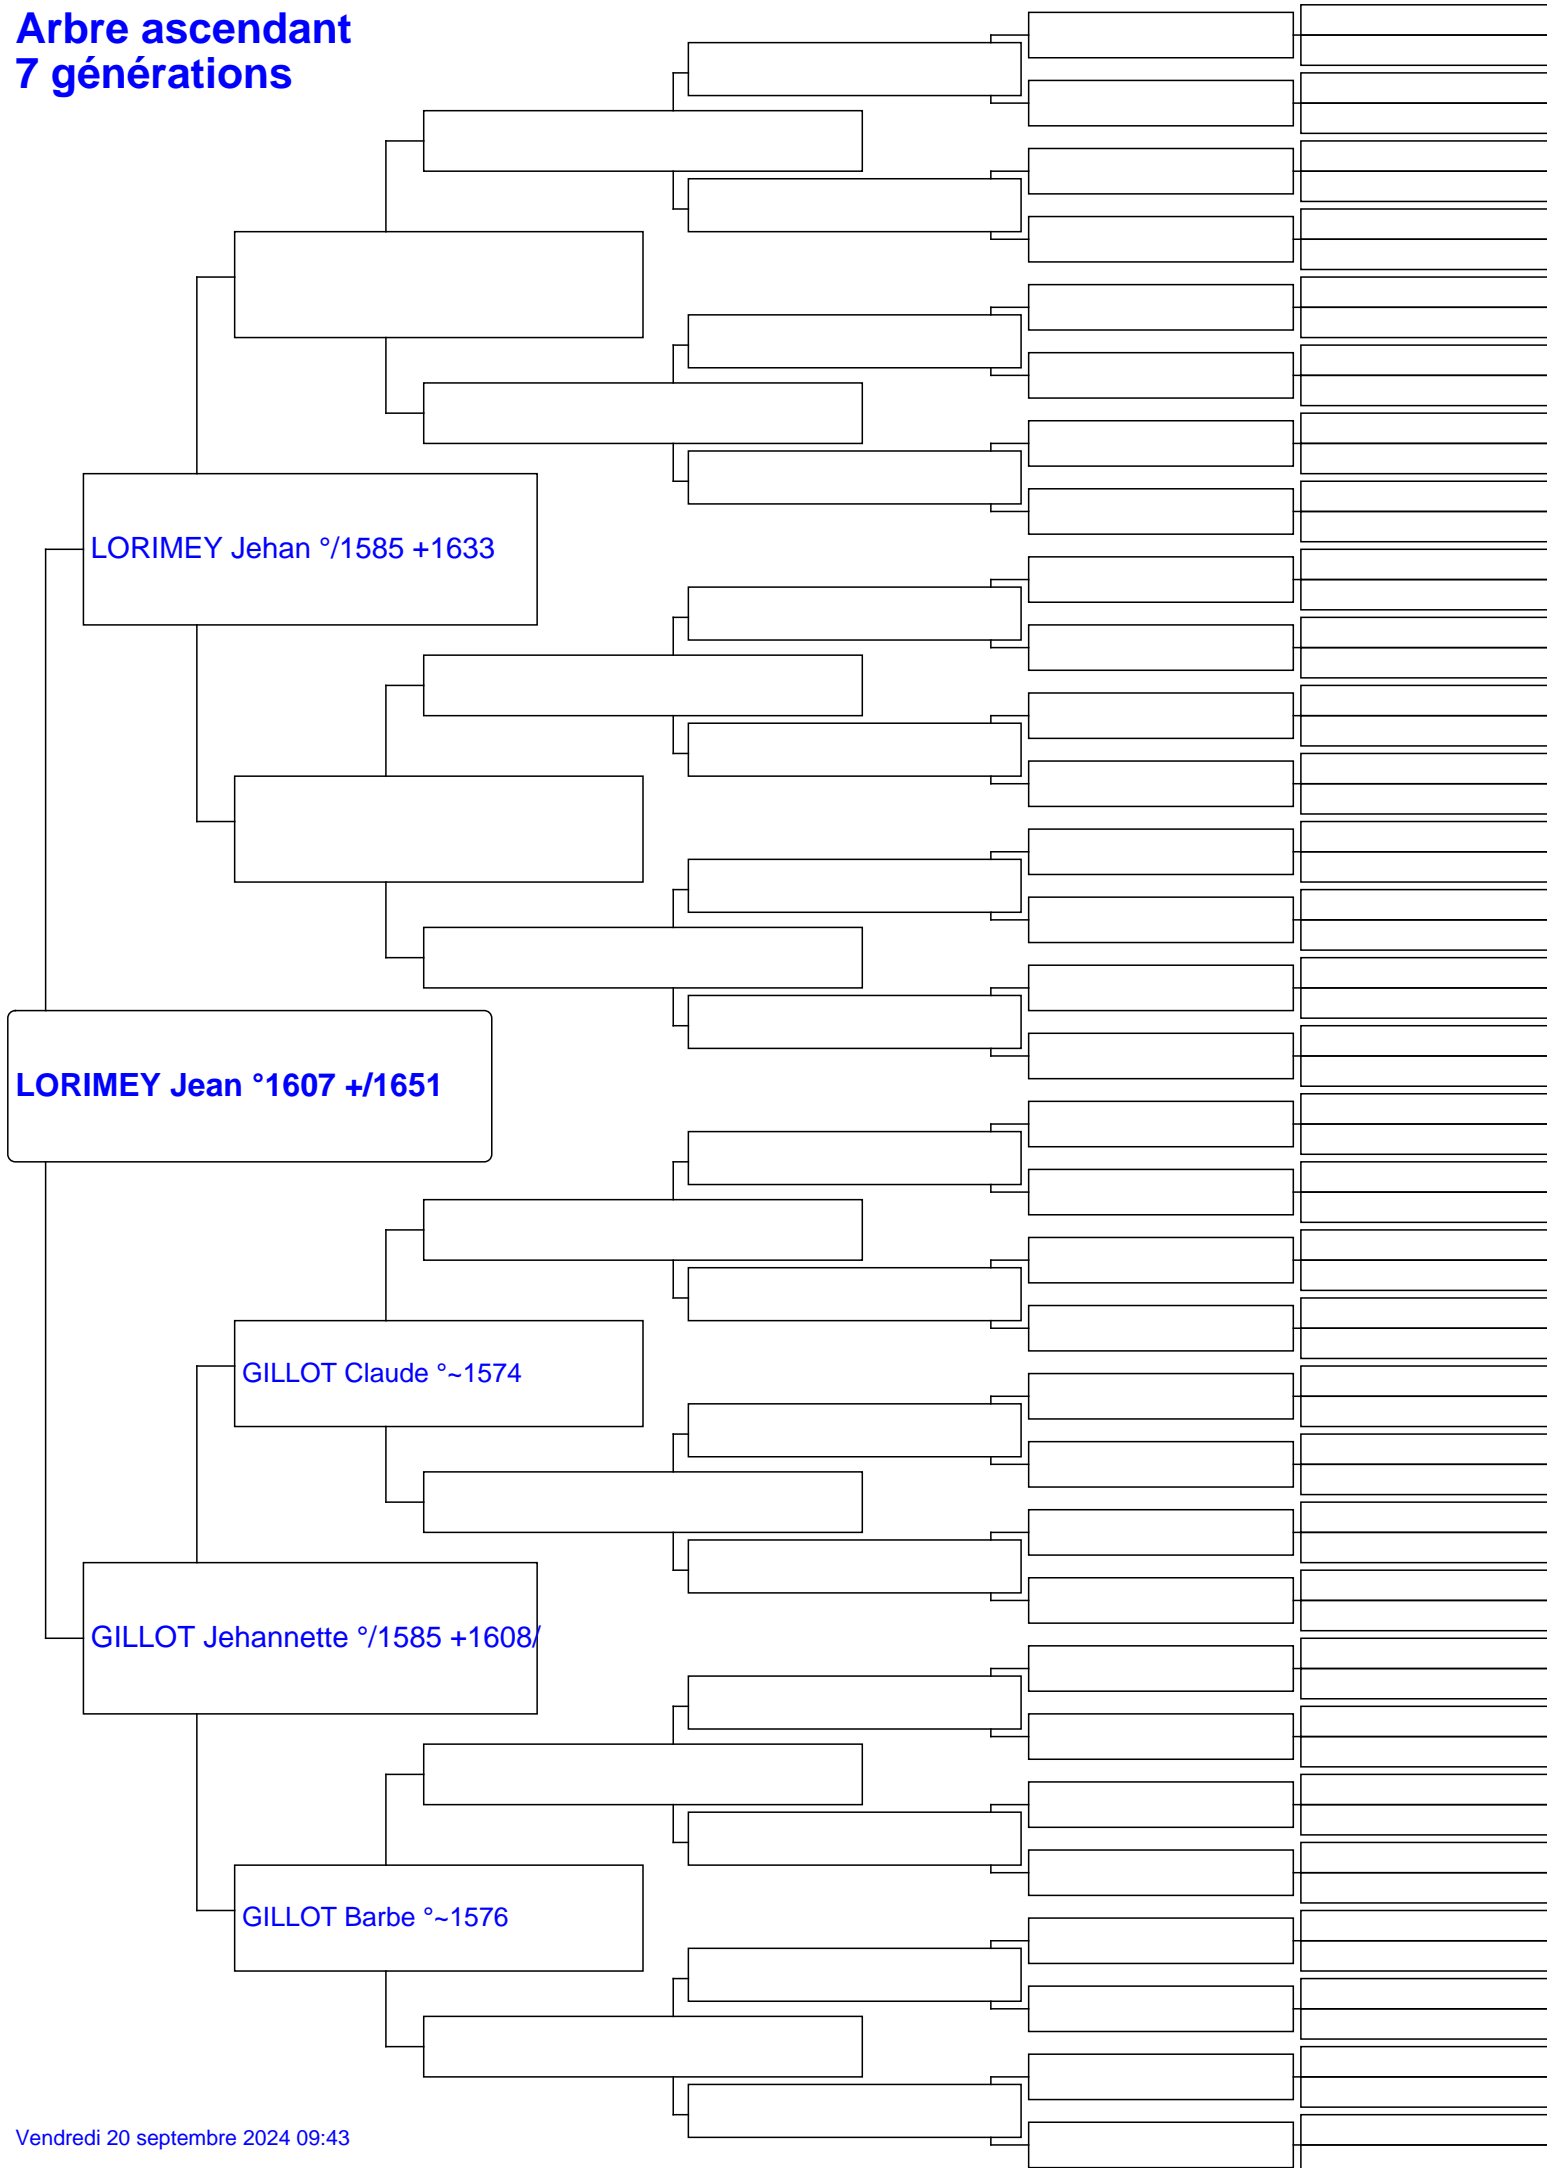 Arbre ascendant
7 générations
LORIMEY Jehan °/1585 +1633
LORIMEY Jean °1607 +/1651
GILLOT Claude °~1574
GILLOT Jehannette °/1585 +1608/
GILLOT Barbe °~1576
Vendredi 20 septembre 2024 09:43